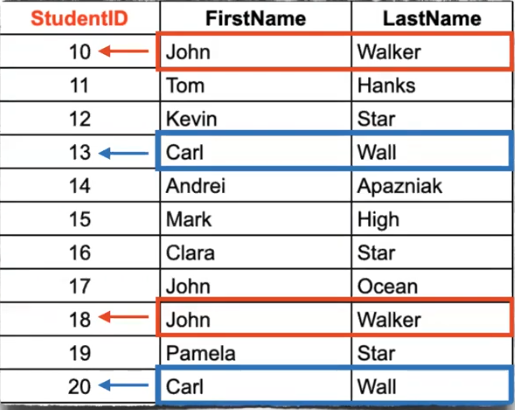 StudentID FirstName LastName
10 John Walker
11 Tom Hanks
12 Kevin Star
13 Carl Wall
14 Andrei Apazniak
15 Mark High
16 Clara Star
17 John Ocean
18 John Walker
19 Pamela Star
20 Carl Wall